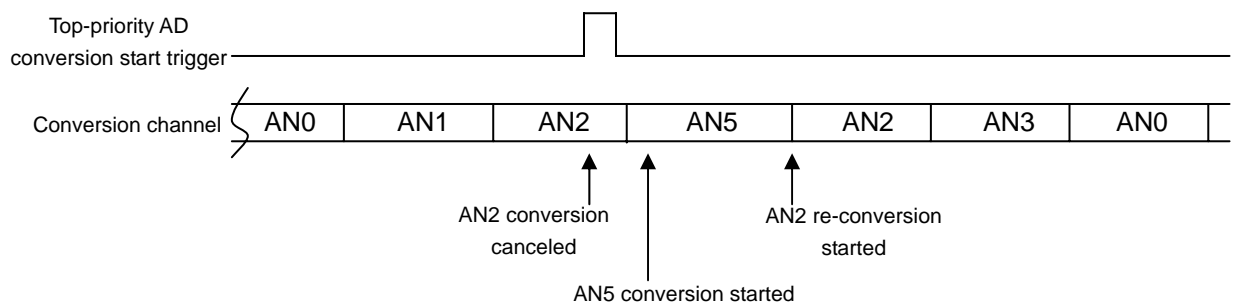 Top-priority AD
conversion start trigger
Conversion channel
AN0 AN1 AN2 AN5 AN2 AN3 AN0
AN2 conversion
canceled
AN2 re-conversion
started
AN5 conversion started